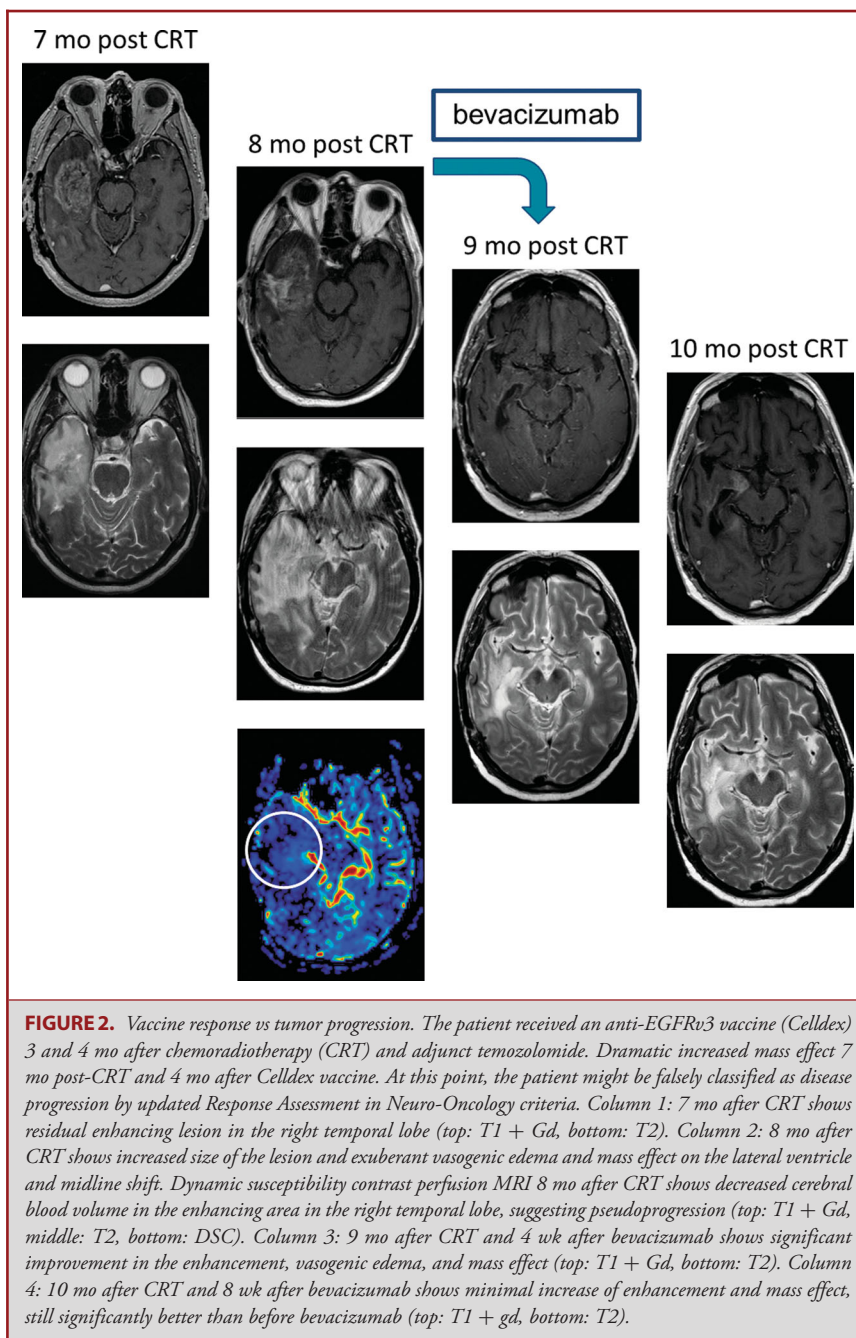 7 mo post CRT
8 mo post CRT
bevacizumab
9 mo post CRT
10 mo post CRT
FIGURE 2. Vaccine response vs tumor progression. The patient received an anti-EGFRv3 vaccine (Celldex)
3 and 4 mo after chemoradiotherapy (CRT) and adjunct temozolomide. Dramatic increased mass effect 7
mo post-CRT and 4 mo after Celldex vaccine. At this point, the patient might be falsely classified as disease
progression by updated Response Assessment in Neuro-Oncology criteria. Column 1: 7 mo after CRT shows
residual enhancing lesion in the right temporal lobe (top: T1 + Gd, bottom: T2). Column 2: 8 mo after
CRT shows increased size of the lesion and exuberant vasogenic edema and mass effect on the lateral ventricle
and midline shift. Dynamic susceptibility contrast perfusion MRI 8 mo after CRT shows decreased cerebral
blood volume in the enhancing area in the right temporal lobe, suggesting pseudoprogression (top: T1 + Gd,
middle: T2, bottom: DSC). Column 3: 9 mo after CRT and 4 wk after bevacizumab shows significant
improvement in the enhancement, vasogenic edema, and mass effect (top: T1 + Gd, bottom: T2). Column
4: 10 mo after CRT and 8 wk after bevacizumab shows minimal increase of enhancement and mass effect,
still significantly better than before bevacizumab (top: T1 + gd, bottom: T2).